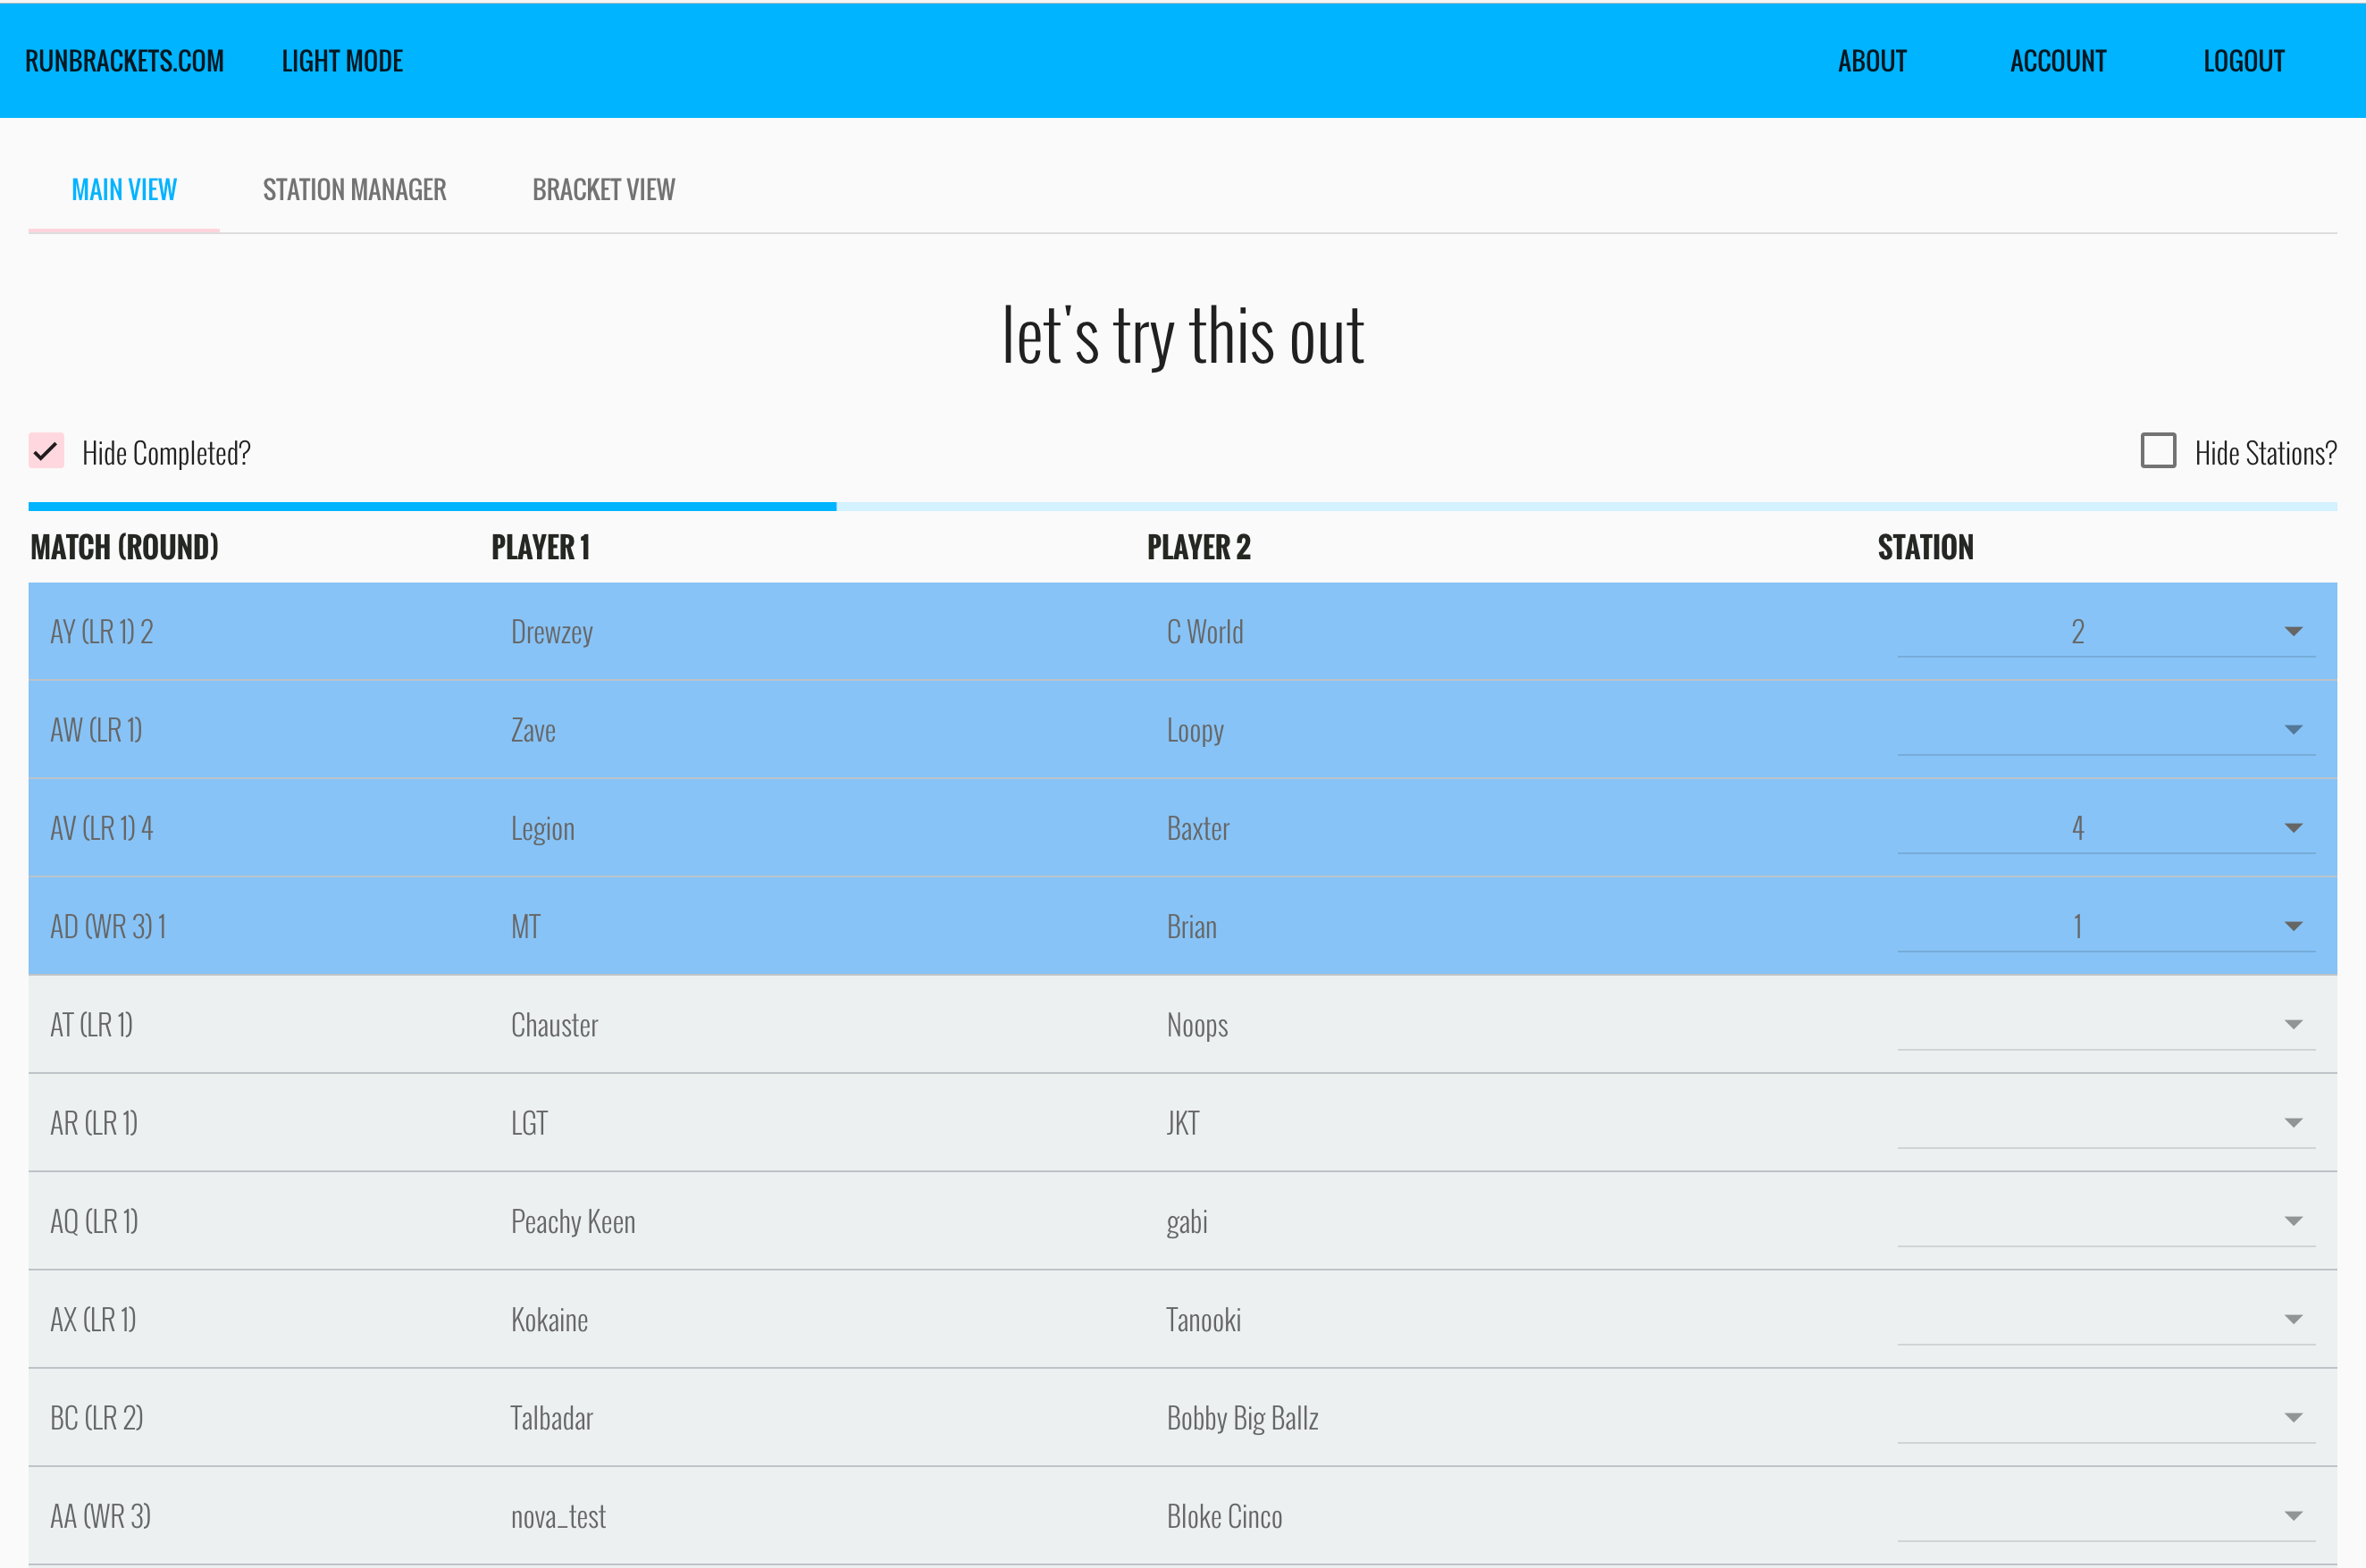 RUNBRACKETS.COM LIGHT MODE ABOUT ACCOUNT LOGOUT
MAIN VIEW STATION MANAGER BRACKET VIEW
let's try this out
Hide Completed? Hide Stations?
MATCH (ROUND) PLAYER 1 PLAYER 2 STATION
AY (LR 1) 2 Drewzey C World 2
AW (LR 1) Zave Loopy
AV (LR 1) 4 Legion Baxter 4
AD (WR 3) 1 MT Brian 1
AT (LR 1) Chauster Noops
AR (LR 1) LGT JKT
AQ (LR 1) Peachy Keen gabi
AX (LR 1) Kokaine Tanooki
BC (LR 2) Talbadar Bobby Big Ballz
AA (WR 3) nova_test Bloke Cinco